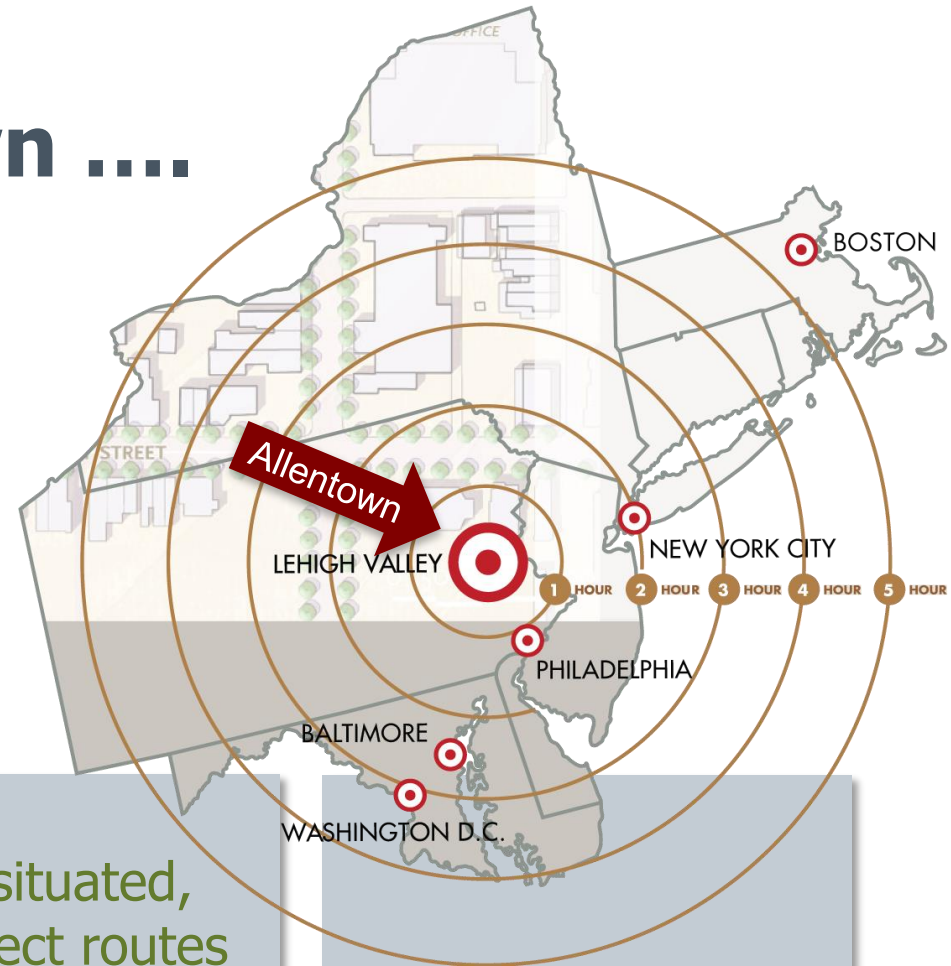 OFFICE
wn ....
BOSTON
STREET
Allentown
LEHIGH VALLEY
NEW YORK CITY
1 HOUR 2 HOUR 3 HOUR 4 HOUR 5 HOUR
PHILADELPHIA
BALTIMORE
WASHINGTON D.C.
situated,
ect routes